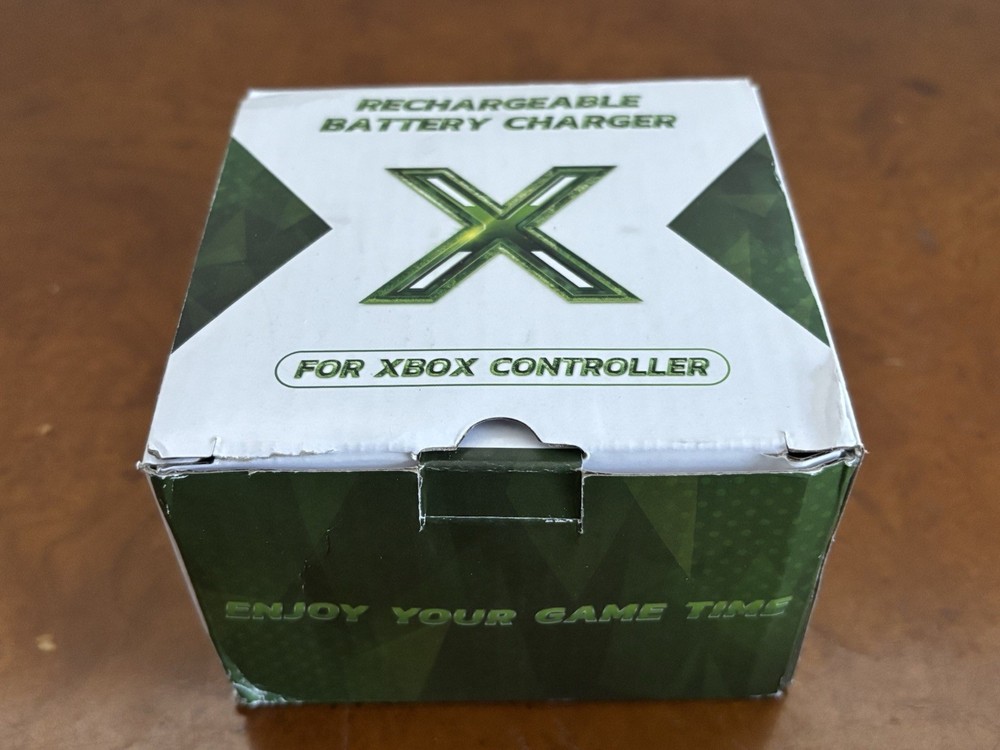 RECHARGEABLE
BATTERY CHARGER
X
FOR XBOX CONTROLLER
ENJOY YOUR GAME TIME